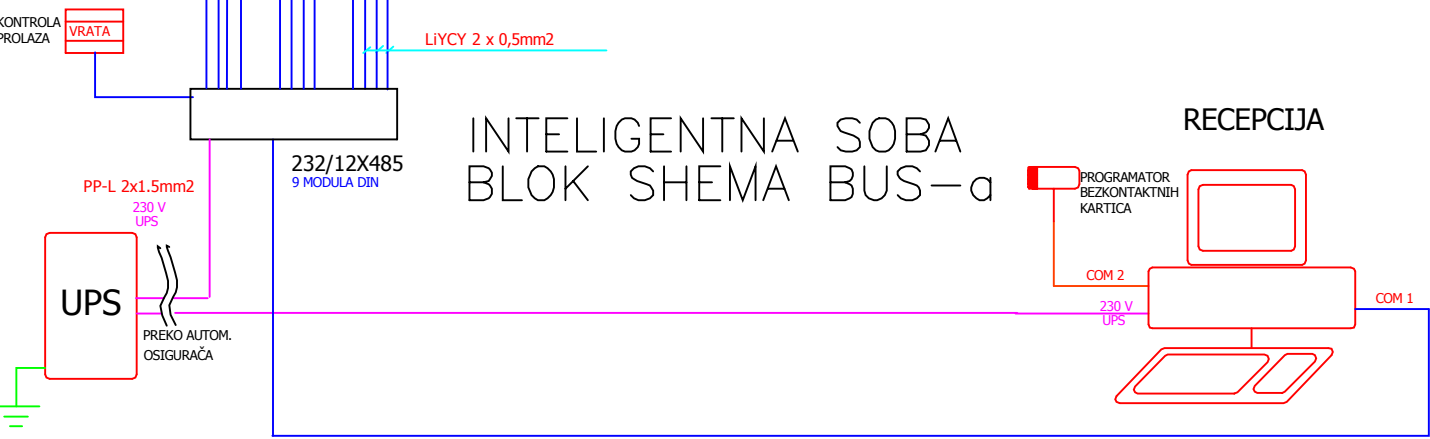 KONTROLA
PROLAZA
VRATA
LiYCY 2 x 0,5mm2
INTELIGENTNA SOBA
BLOK SHEMA BUS-a
RECEPCIJA
232/12X485
9 MODULA DIN
PP-L 2x1.5mm2
230 V
UPS
UPS
PREKO AUTOM.
OSIGURAČA
PROGRAMATOR
BEZKONTAKTNIH
KARTICA
COM 2
230 V
UPS
COM 1